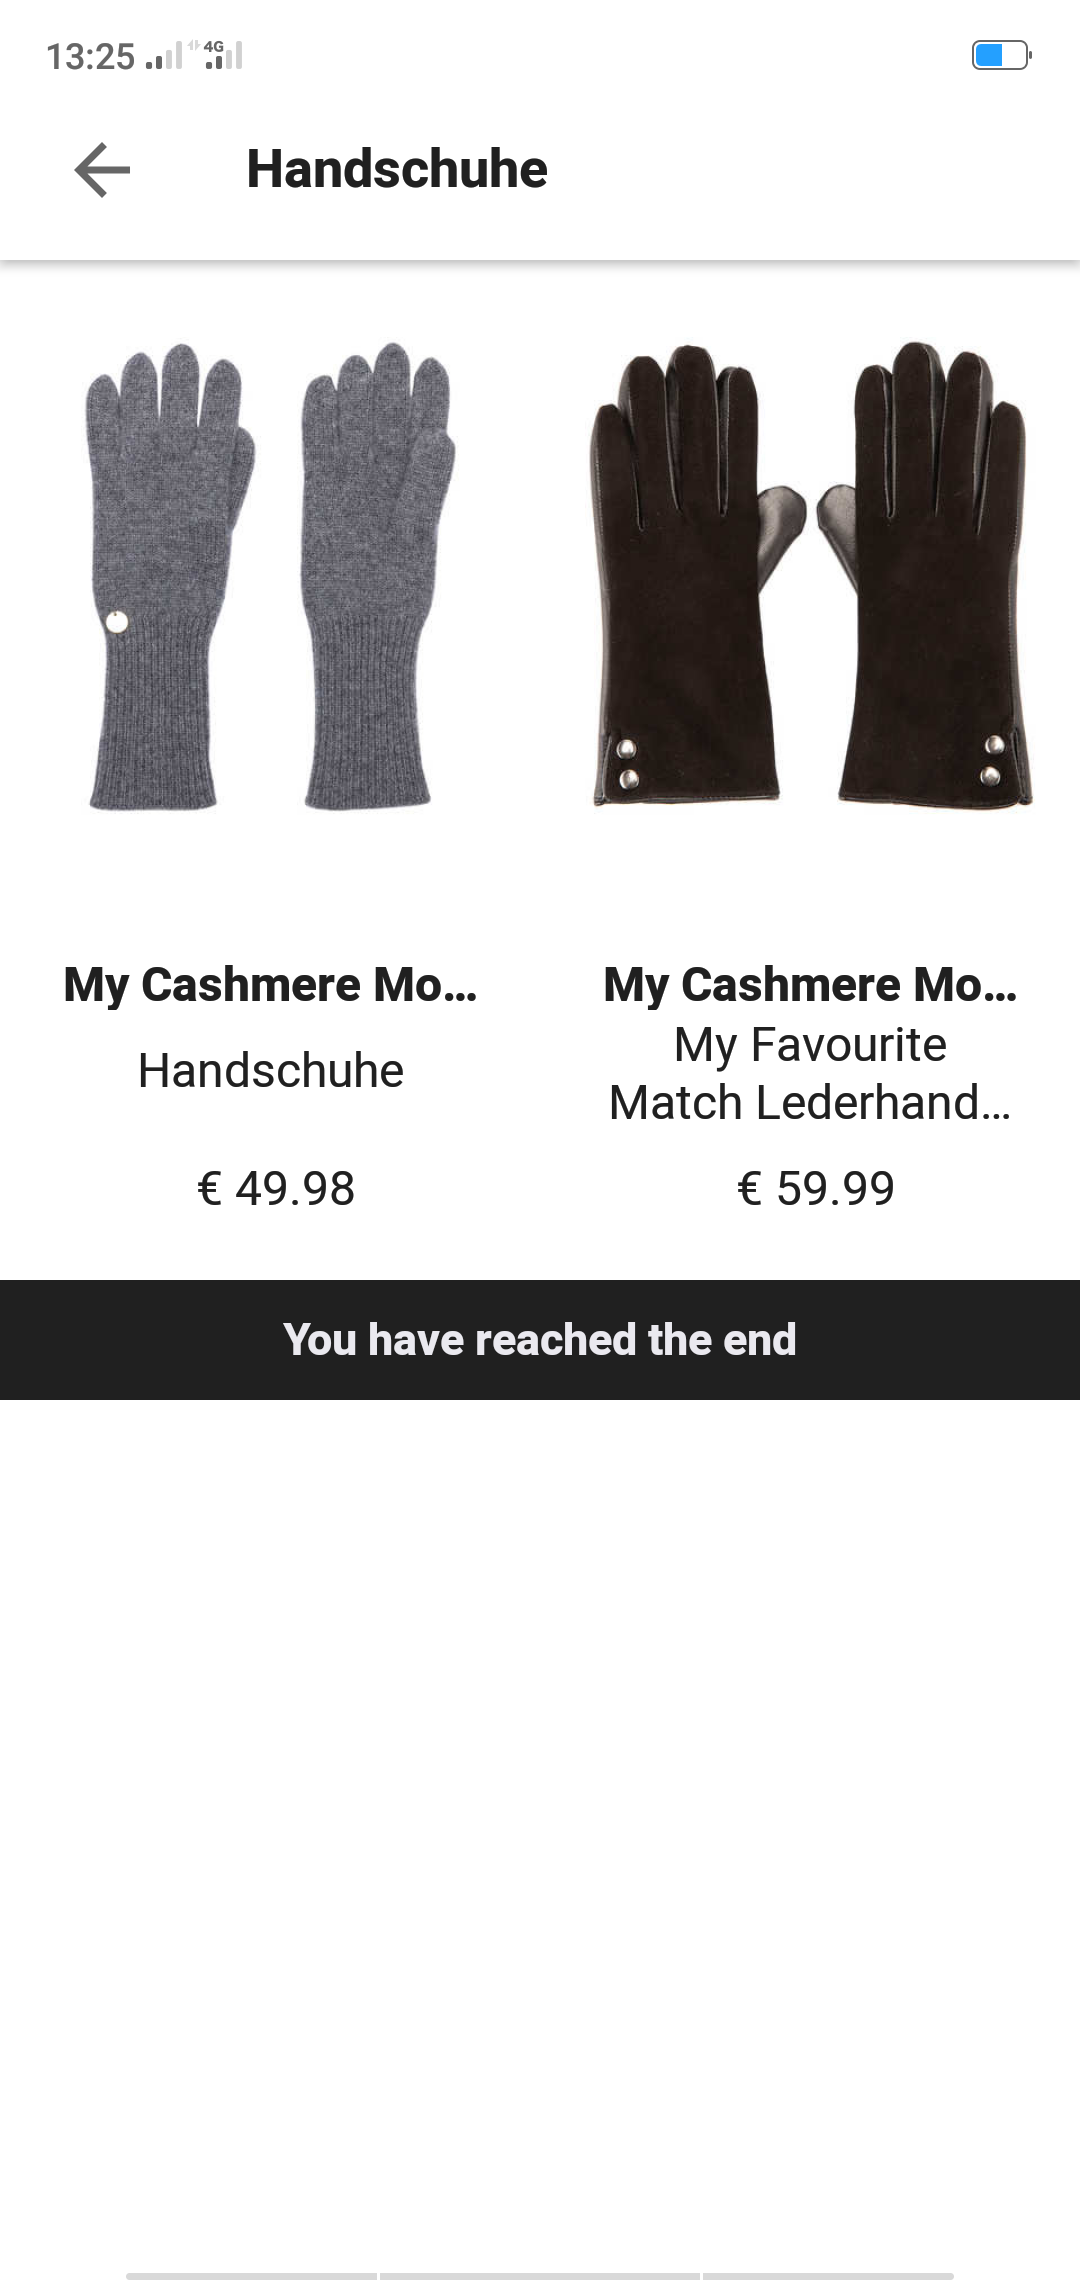 13:25 4G
Handschuhe
My Cashmere Mo...
My Cashmere Mo...
Handschuhe
My Favourite
Match Lederhand...
€ 49.98
€ 59.99
You have reached the end